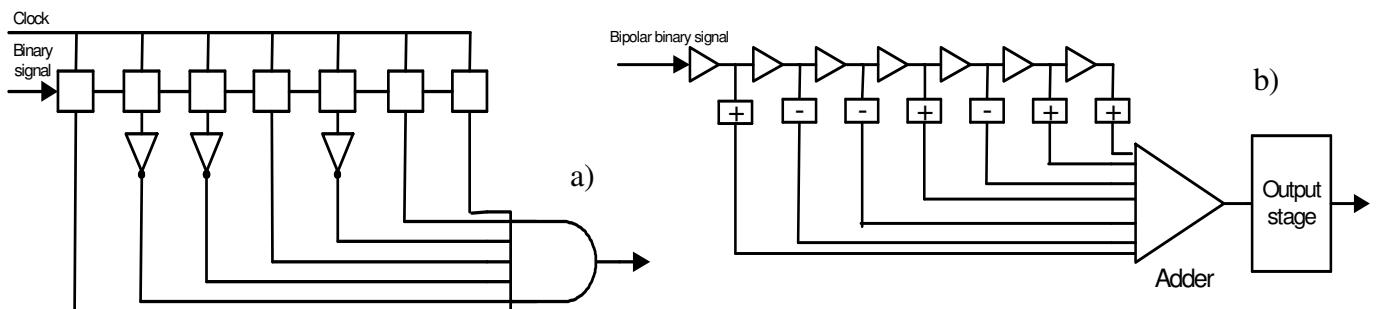 Clock
Binary
signal
a)
Bipolar binary signal
+ - - + - + +
b)
Adder
Output
stage